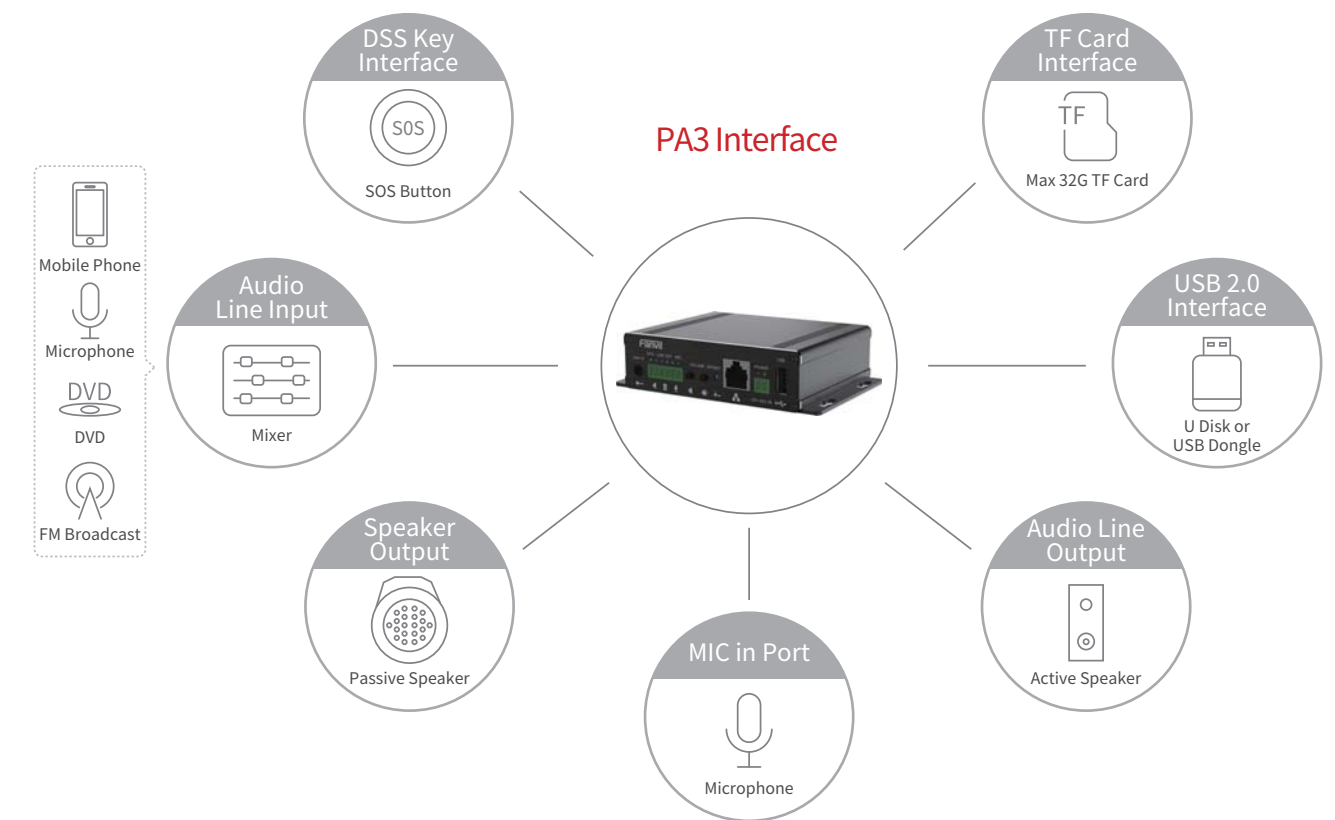 PA3 Interface
DSS Key
Interface
S0S
SOS Button
TF Card
Interface
TF
Max 32G TF Card
Mobile Phone
Microphone
DVD
DVD
FM Broadcast
Audio
Line Input
Mixer
USB 2.0
Interface
U Disk or
USB Dongle
Speaker
Output
Passive Speaker
MIC in Port
Microphone
Audio Line
Output
Active Speaker